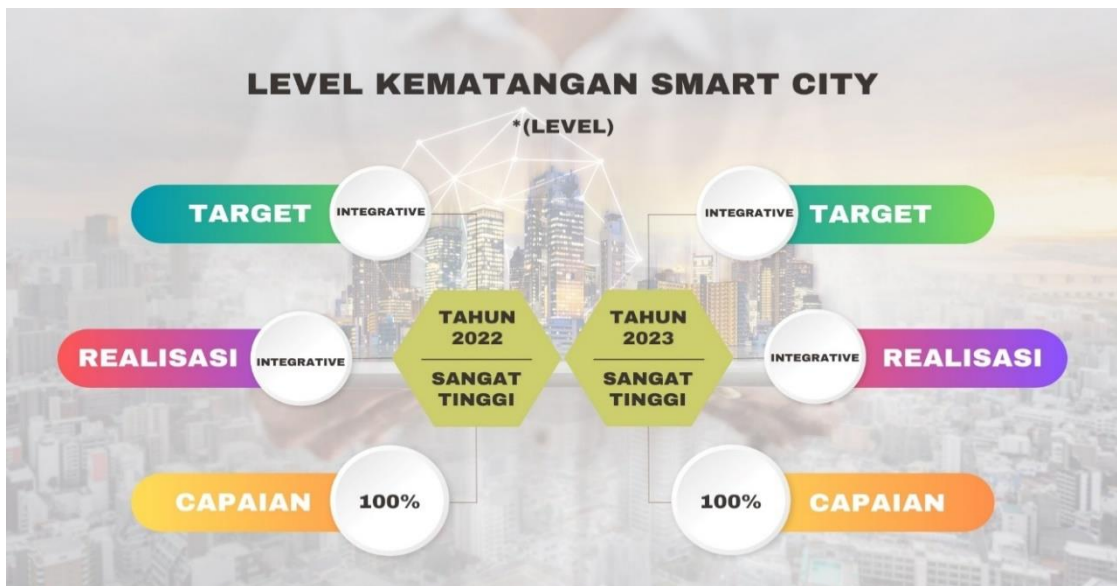 LEVEL KEMATANGAN SMART CITY
*(LEVEL)
TARGET
INTEGRATIVE
REALISASI
INTEGRATIVE
CAPAIAN
100%
TAHUN
2022
SANGAT
TINGGI
TAHUN
2023
SANGAT
TINGGI
INTEGRATIVE
TARGET
INTEGRATIVE
REALISASI
100%
CAPAIAN